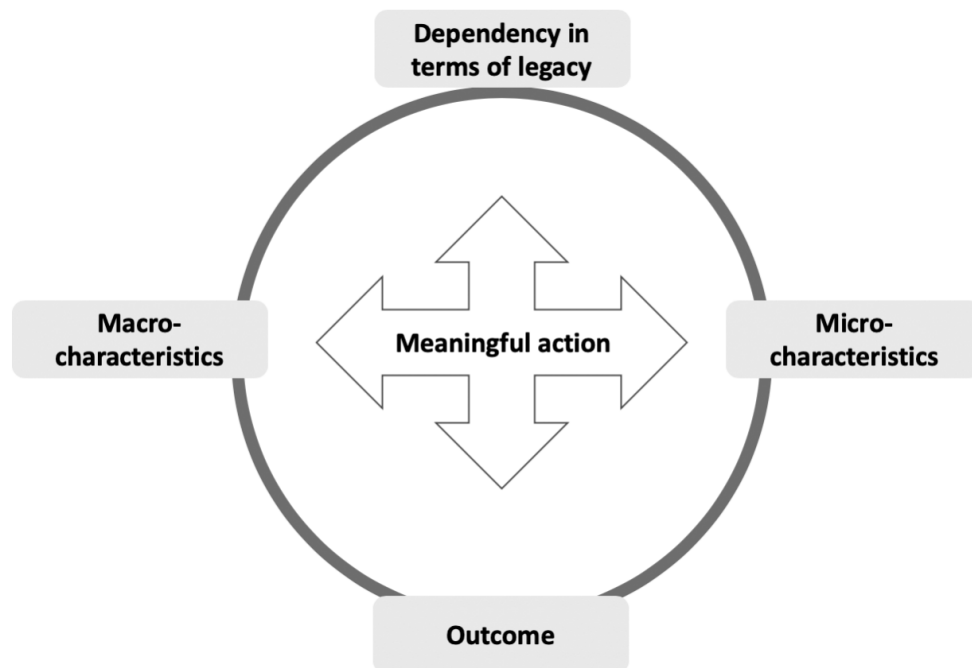 Dependency in
terms of legacy
Macro-
characteristics
Meaningful action
Micro-
characteristics
Outcome